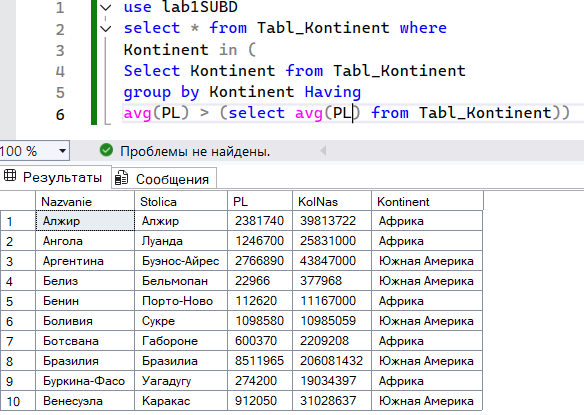 1 use lab1SUBD
2 select * from Tabl_Kontinent where
3 Kontinent in (
4 Select Kontinent from Tabl_Kontinent
5 group by Kontinent Having
6 avg(PL) > (select avg(PL) from Tabl_Kontinent))
100 % Проблемы не найдены.
Результаты Сообщения
Nazvanie Stolica PL KolNas Kontinent
1 Алжир Алжир 2381740 39813722 Африка
2 Ангола Луанда 1246700 25831000 Африка
3 Аргентина Буэнос-Айрес 2766890 43847000 Южная Америка
4 Белиз Бельмопан 22966 377968 Южная Америка
5 Бенин Порто-Ново 112620 11167000 Африка
6 Боливия Сукре 1098580 10985059 Южная Америка
7 Ботсвана Габороне 600370 2209208 Африка
8 Бразилия Бразилиа 8511965 206081432 Южная Америка
9 Буркина-Фасо Уагадугу 274200 19034397 Африка
10 Венесуэла Каракас 912050 31028637 Южная Америка